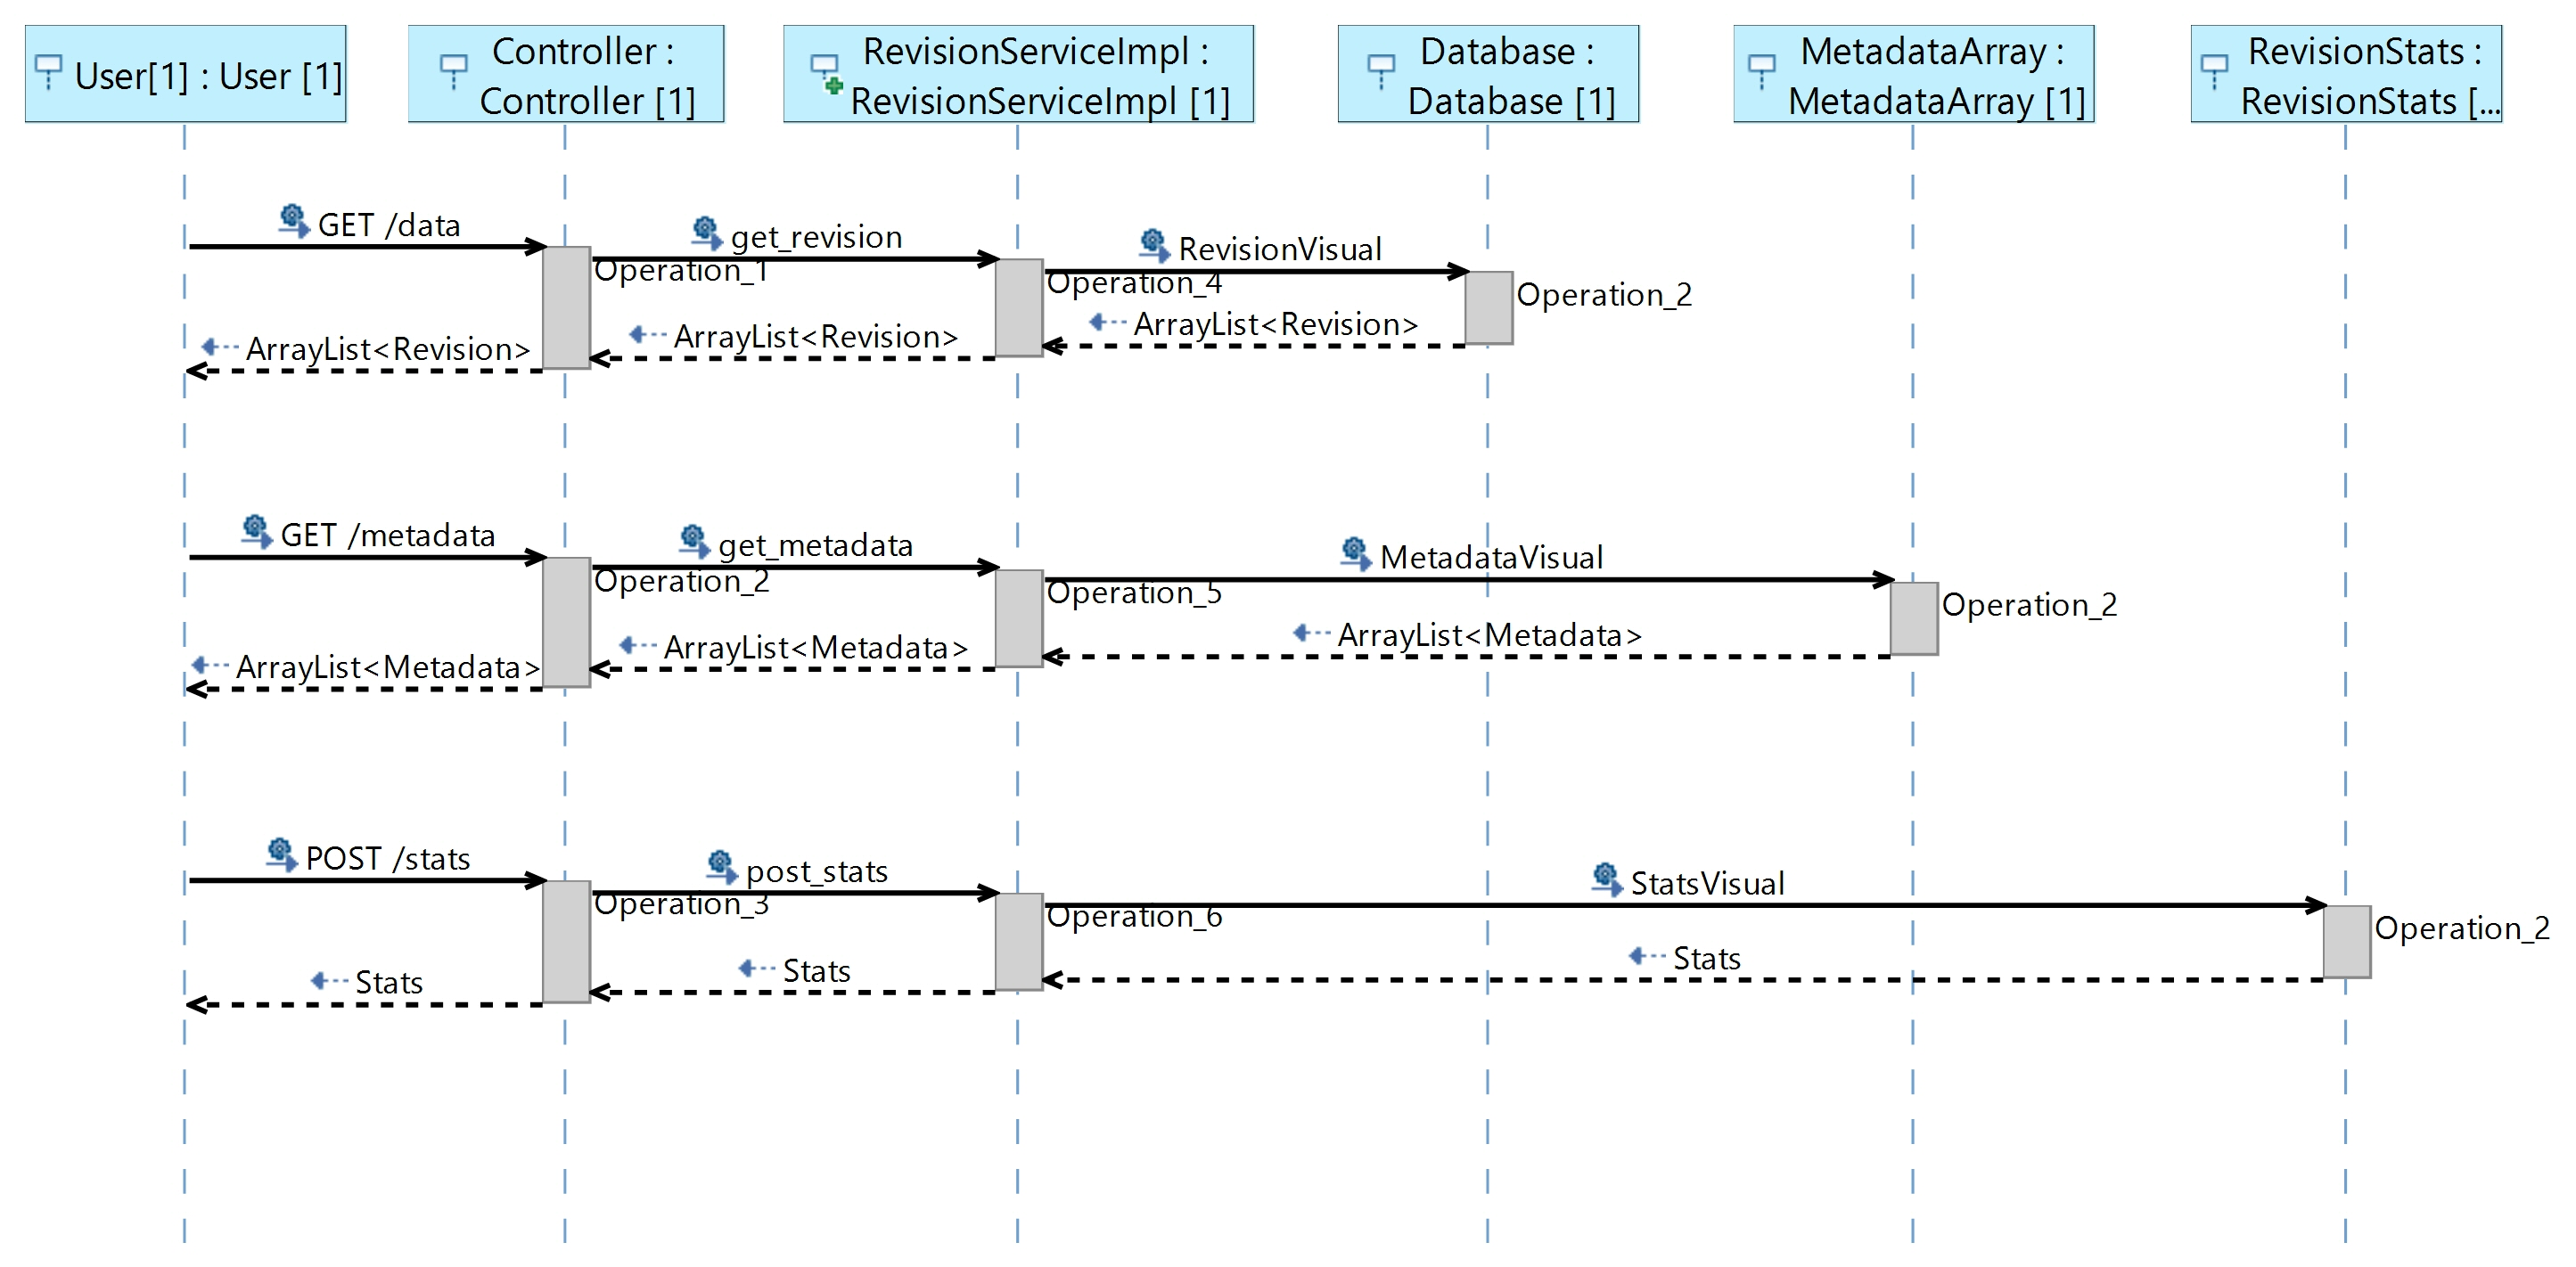 User[1] : User [1]
Controller :
Controller [1]
RevisionServiceImpl :
RevisionServiceImpl [1]
Database :
Database [1]
MetadataArray :
MetadataArray [1]
RevisionStats :
RevisionStats [...
GET /data
get_revision
RevisionVisual
Operation_1
Operation_4
Operation_2
ArrayList<Revision>
ArrayList<Revision>
ArrayList<Revision>
GET /metadata
get_metadata
MetadataVisual
Operation_2
Operation_5
Operation_2
ArrayList<Metadata>
ArrayList<Metadata>
ArrayList<Metadata>
POST /stats
post_stats
StatsVisual
Operation_3
Operation_6
Operation_2
Stats
Stats
Stats